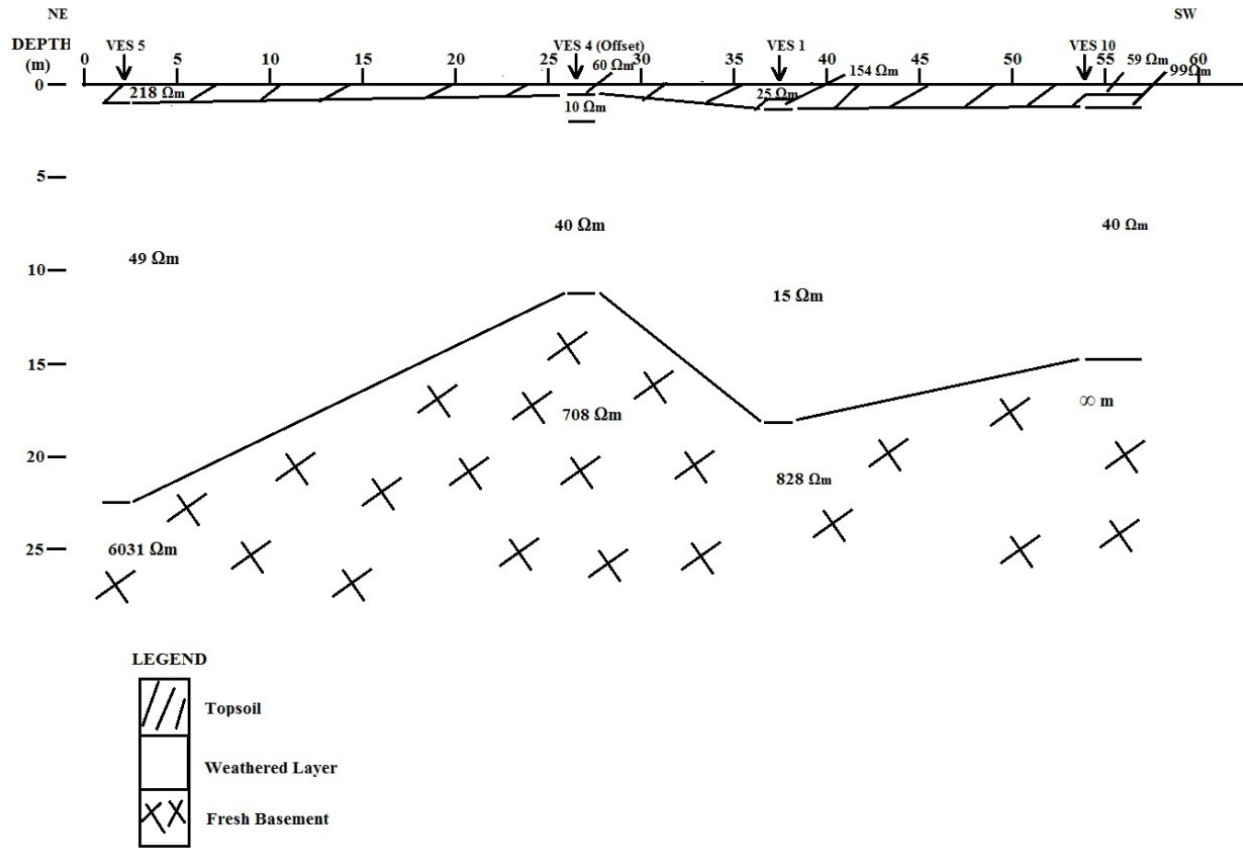 NE
SW
DEPTH
(m)
VES 5
VES 4 (Offset)
VES 1
VES 10
0 5 10 15 20 25 30 35 40 45 50 55 60
60 Ωm
154 Ωm
59 Ωm
99Ωm
0
218 Ωm
10 Ωm
25 Ωm
5
49 Ωm
40 Ωm
15 Ωm
40 Ωm
10
15
708 Ωm
∞ m
20
828 Ωm
6031 Ωm
25
LEGEND
Topsoil
Weathered Layer
Fresh Basement